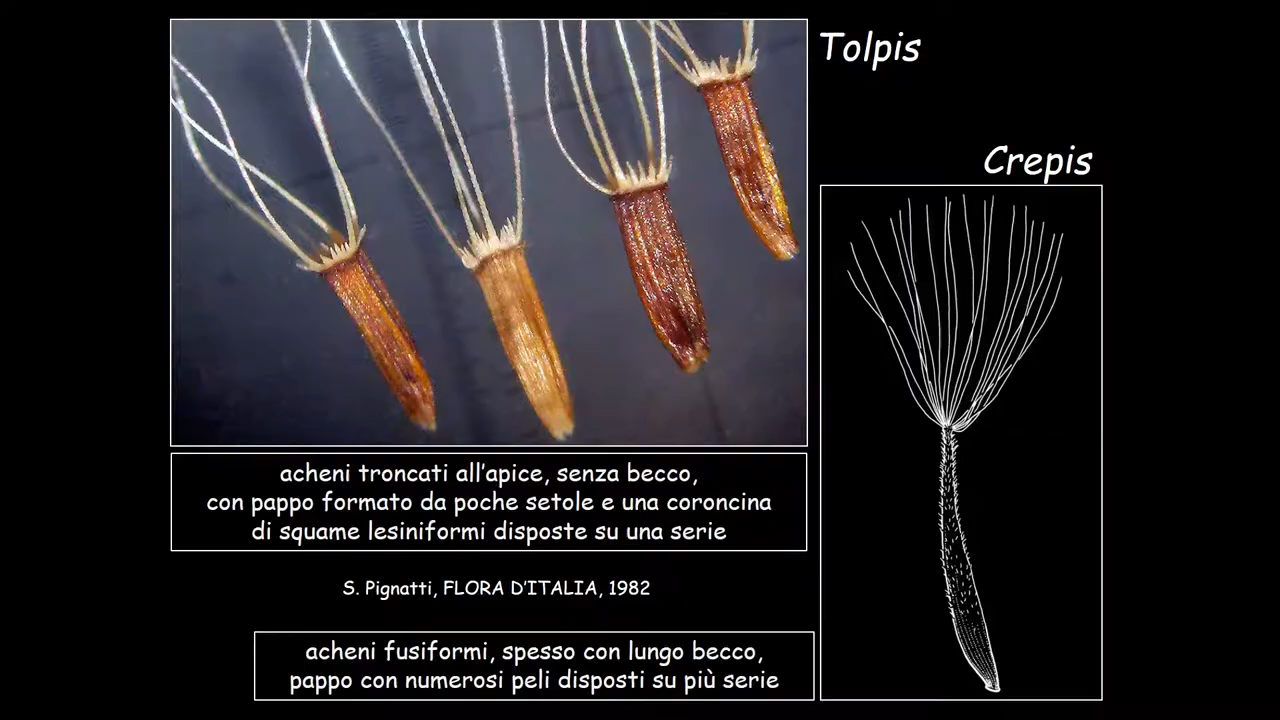 Tolpis
Crepis
acheni troncati all'apice, senza becco,
con pappo formato da poche setole e una coroncina
di squame lesiniformi disposte su una serie
S. Pignatti, FLORA D'ITALIA, 1982
acheni fusiformi, spesso con lungo becco,
pappo con numerosi peli disposti su più serie